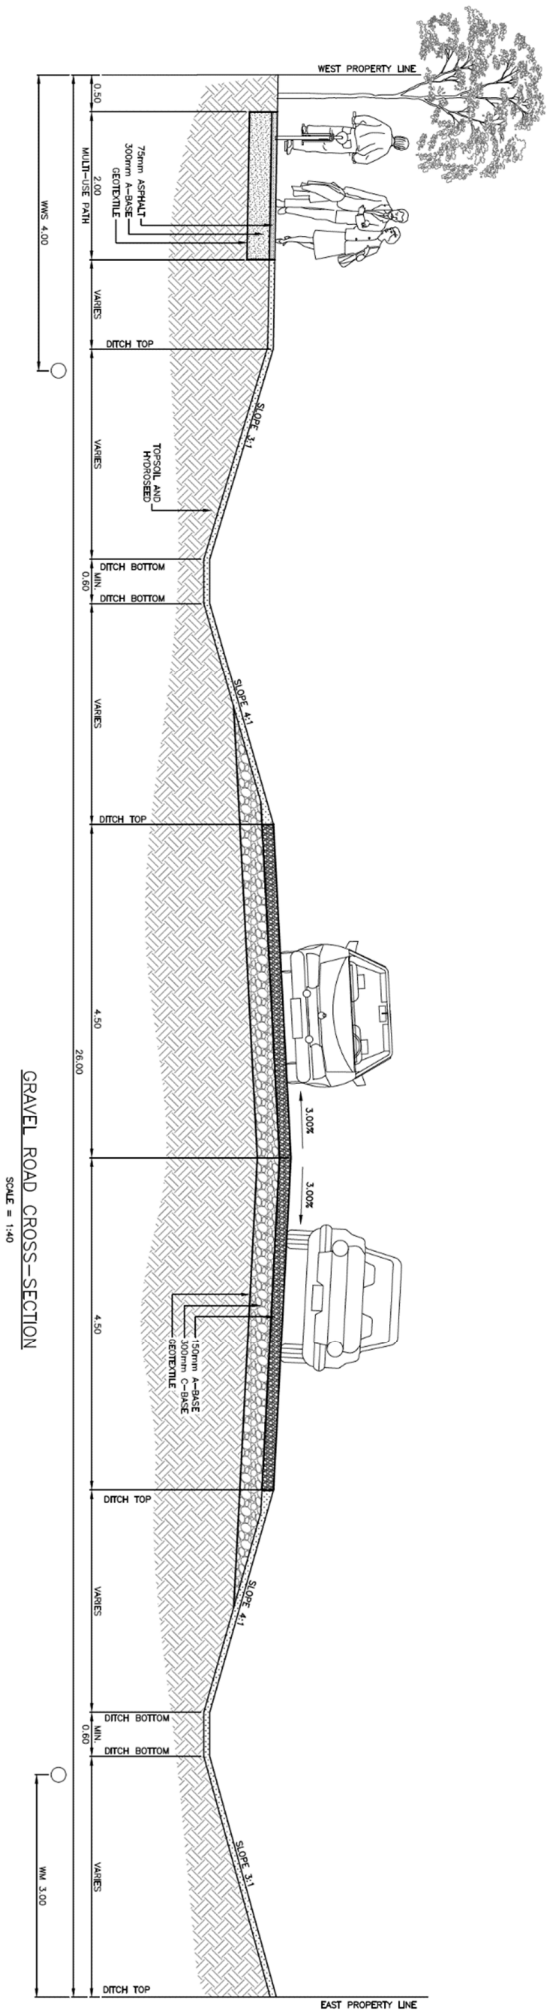 WEST PROPERTY LINE
0.50
2.00
MULTI-USE PATH
75mm ASPHALT
300mm A-BASE
GEOTEXTILE
WWS 4.00
VARIES
DITCH TOP
SLOPE 3:1
VARIES
TOPSOIL AND
HYDROSEED
DITCH BOTTOM
MIN.
0.60
DITCH BOTTOM
SLOPE 4:1
VARIES
DITCH TOP
4.50
26.00
3.00%
3.00%
4.50
150mm A-BASE
300mm C-BASE
GEOTEXTILE
DITCH TOP
VARIES
SLOPE 4:1
DITCH BOTTOM
MIN.
0.60
DITCH BOTTOM
SLOPE 3:1
VARIES
WM 3.00
DITCH TOP
EAST PROPERTY LINE
GRAVEL ROAD CROSS-SECTION
SCALE = 1:40